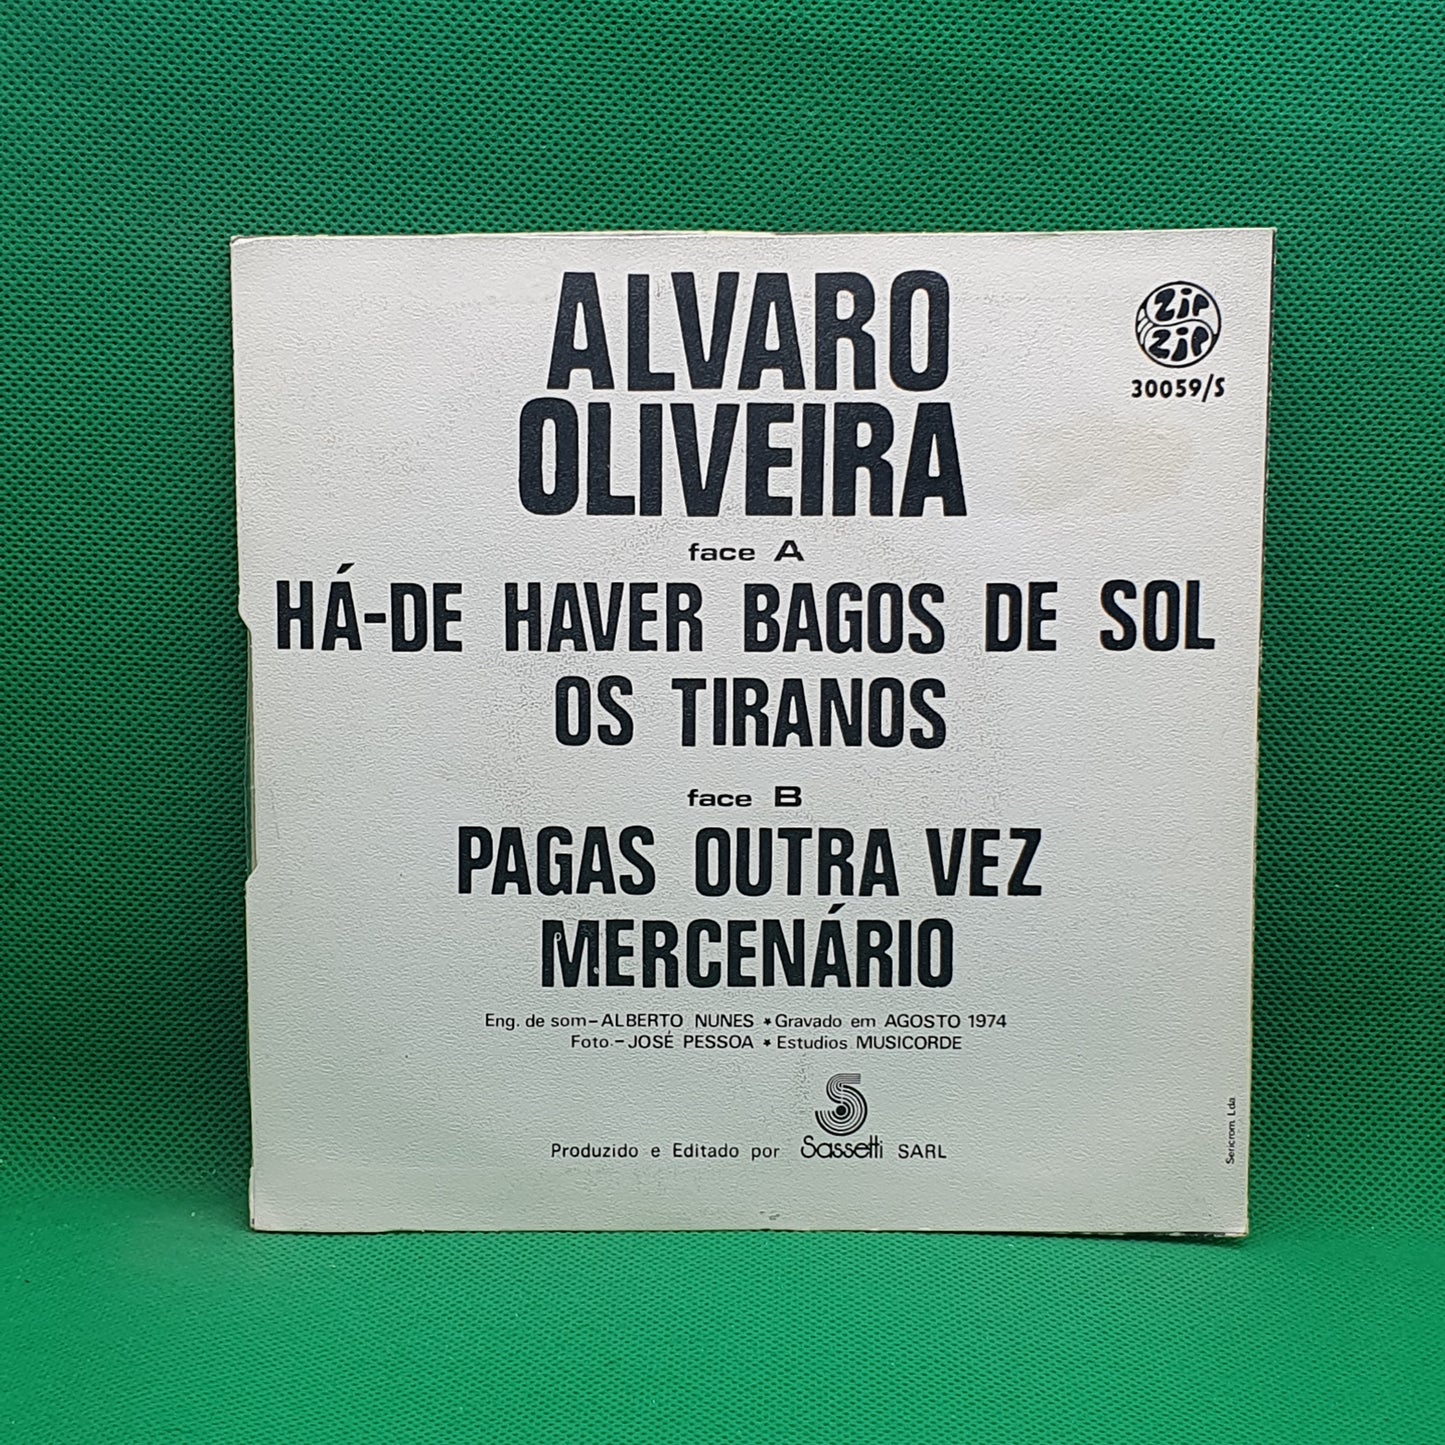 ALVARO
OLIVEIRA
ZIP
ZIP
30059/S
face A
HÁ-DE HAVER BAGOS DE SOL
OS TIRANOS
face B
PAGAS OUTRA VEZ
MERCENÁRIO
Eng. de som-ALBERTO NUNES ★ Gravado em AGOSTO 1974
Foto-JOSÉ PESSOA ★ Estudios MUSICORDE
Produzido e Editado por Sassetti SARL
Sericrom. Lda